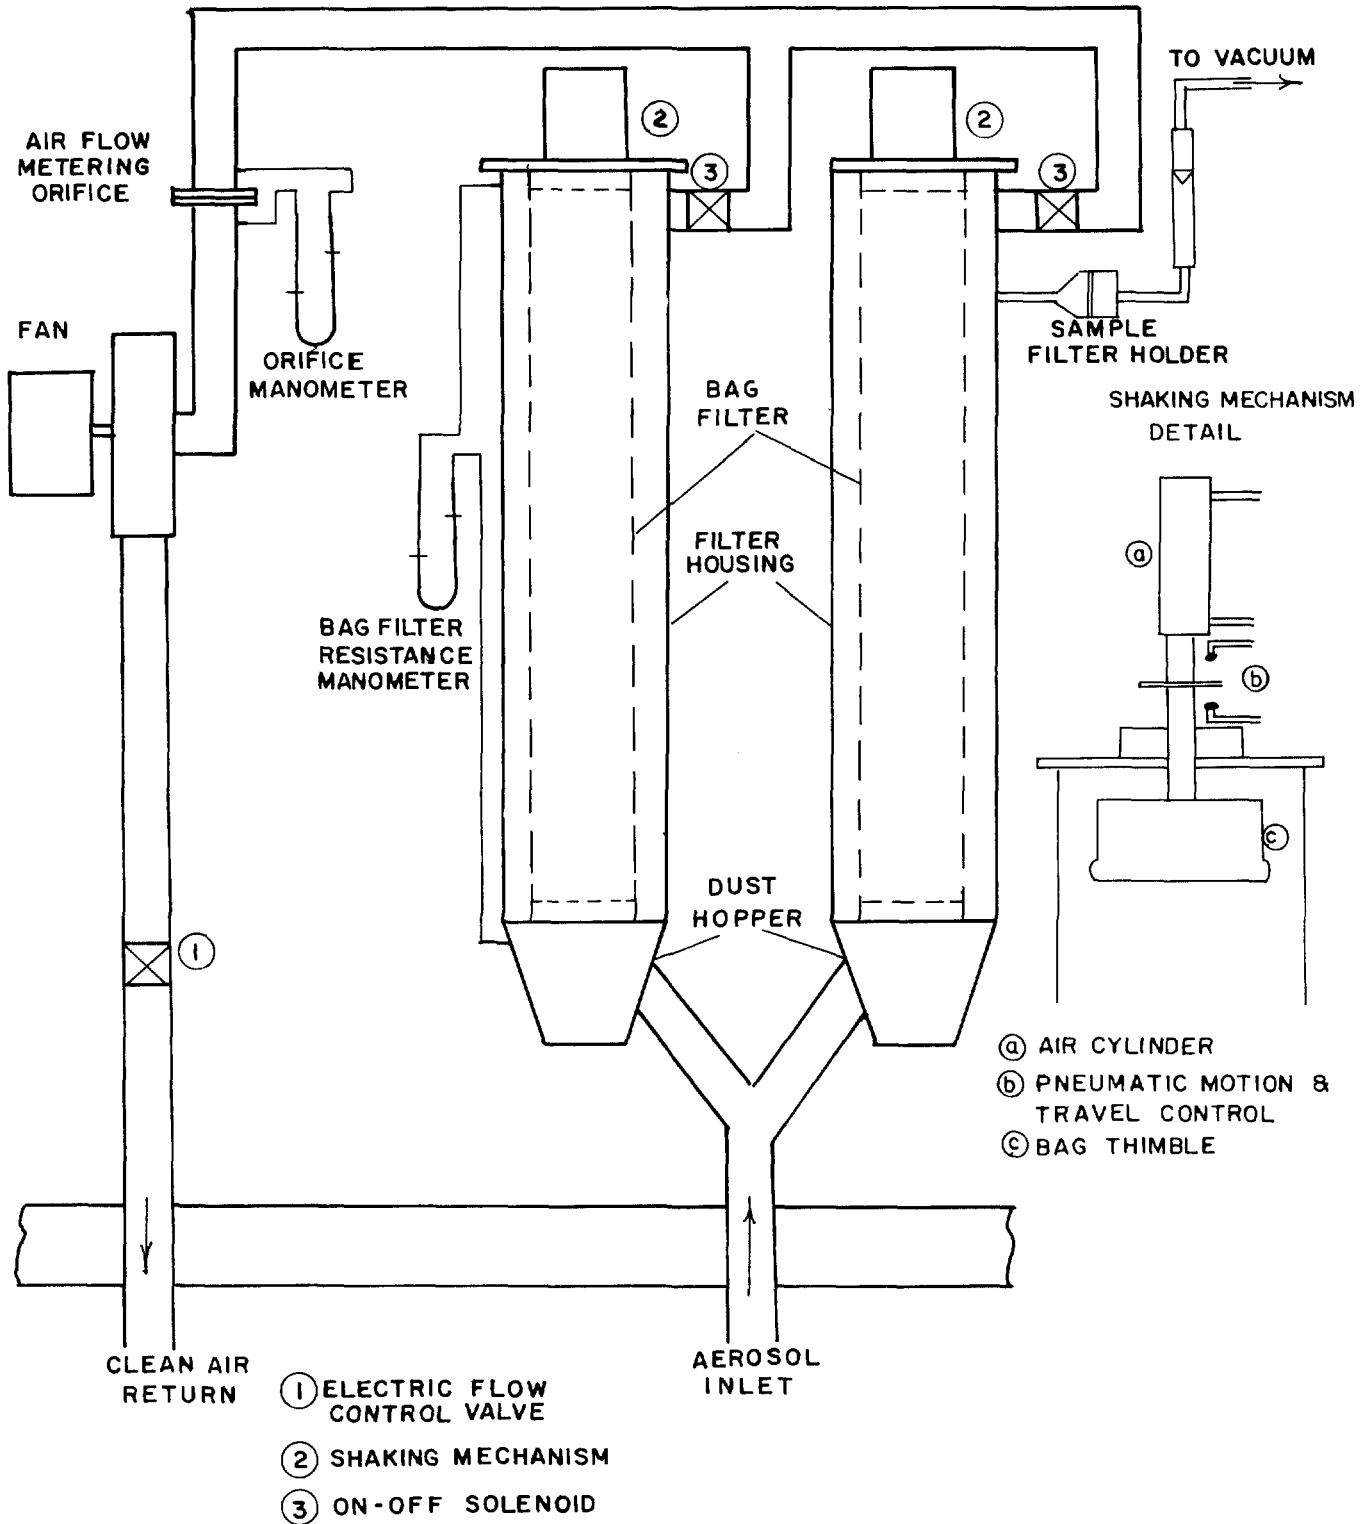 TO VACUUM
AIR FLOW
METERING
ORIFICE
2
2
3
3
FAN
ORIFICE
MANOMETER
SAMPLE
FILTER HOLDER
BAG
FILTER
SHAKING MECHANISM
DETAIL
a
FILTER
HOUSING
BAG FILTER
RESISTANCE
MANOMETER
b
c
DUST
HOPPER
1
a AIR CYLINDER
b PNEUMATIC MOTION &
TRAVEL CONTROL
c BAG THIMBLE
CLEAN AIR
RETURN
AEROSOL
INLET
1 ELECTRIC FLOW
CONTROL VALVE
2 SHAKING MECHANISM
3 ON-OFF SOLENOID